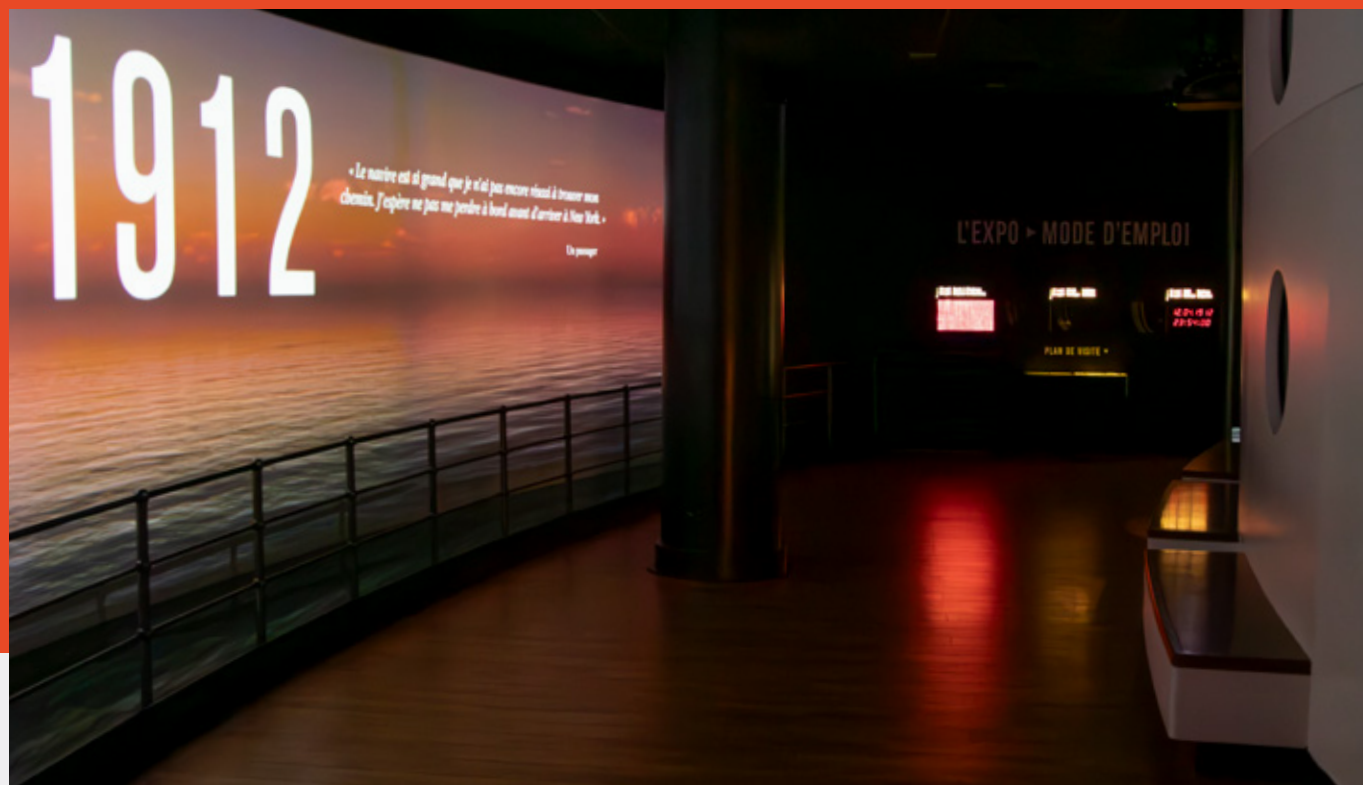 1912
« Le navire est si grand que je n'ai pas encore réussi à trouver mon
chemin. J'espère ne pas me perdre à bord avant d'arriver à New York. »
Un passager
L'EXPO ▸ MODE D'EMPLOI
PLAN DE VISITE